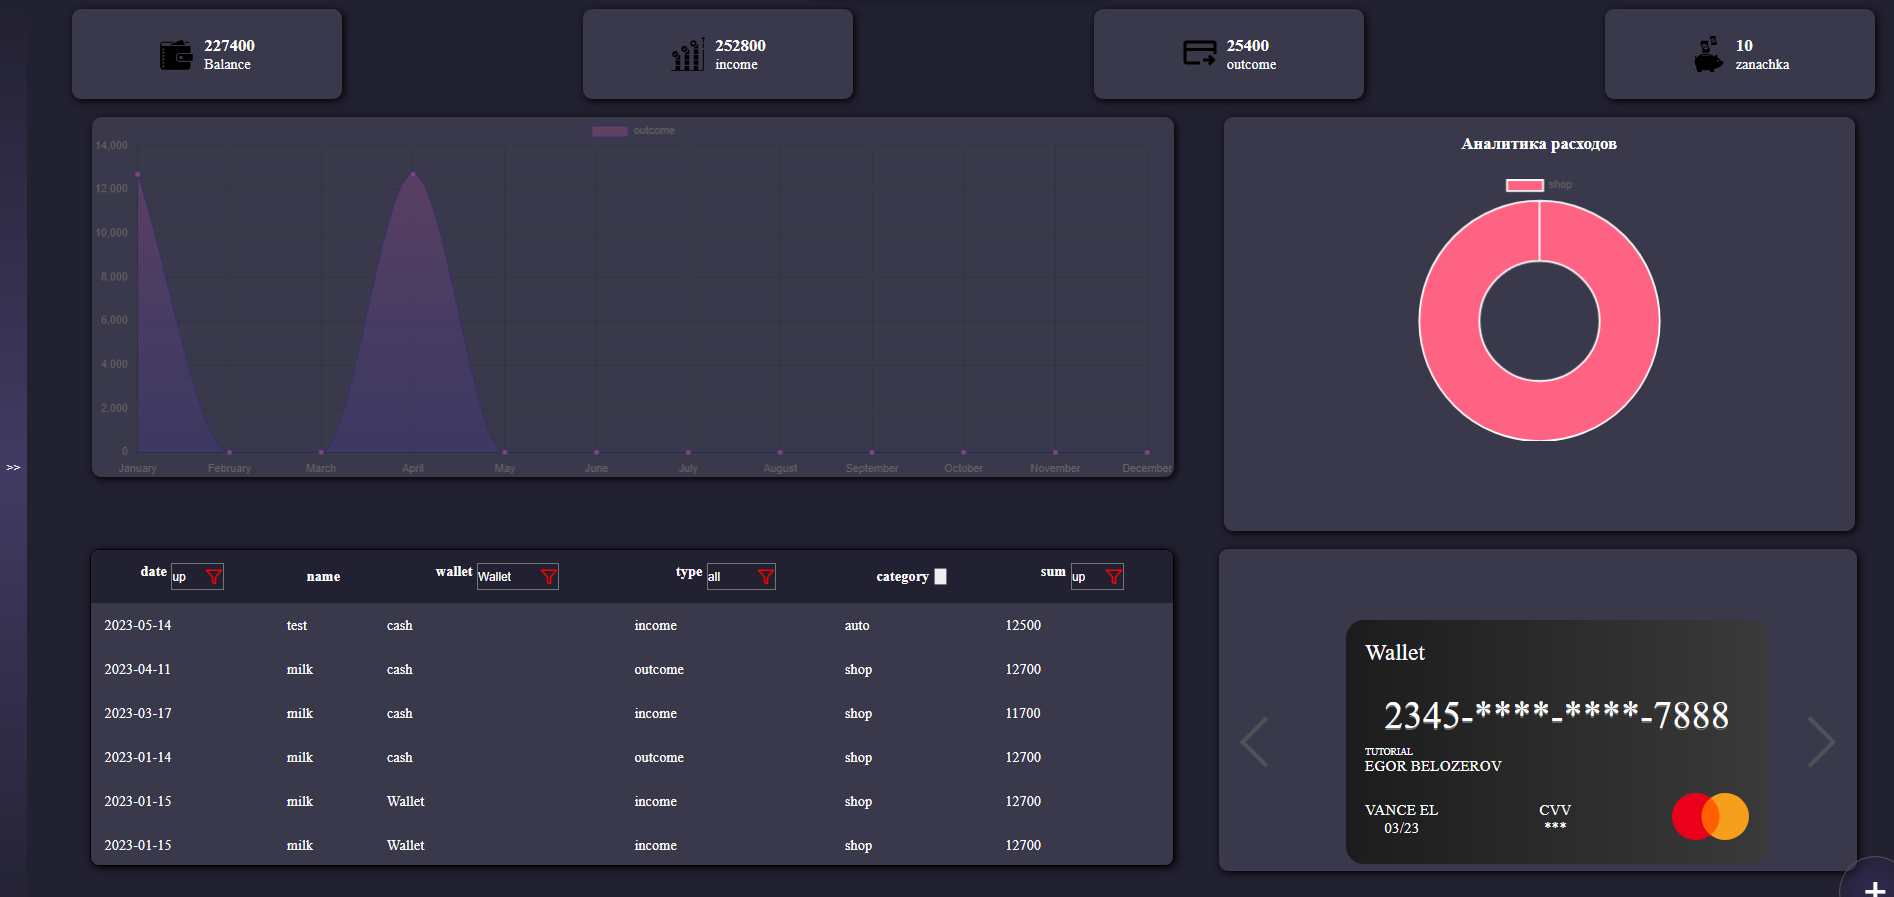 227400
Balance
252800
income
25400
outcome
10
zanachka
outcome
14,000
12,000
10,000
8,000
6,000
4,000
2,000
0
January February March April May June July August September October November December
Аналитика расходов
shop
>>
date up name wallet Wallet type all category sum up
2023-05-14 test cash income auto 12500
2023-04-11 milk cash outcome shop 12700
2023-03-17 milk cash income shop 11700
2023-01-14 milk cash outcome shop 12700
2023-01-15 milk Wallet income shop 12700
2023-01-15 milk Wallet income shop 12700
Wallet
2345-****-****-7888
TUTORIAL
EGOR BELOZEROV
VANCE EL CVV
03/23 ***
+